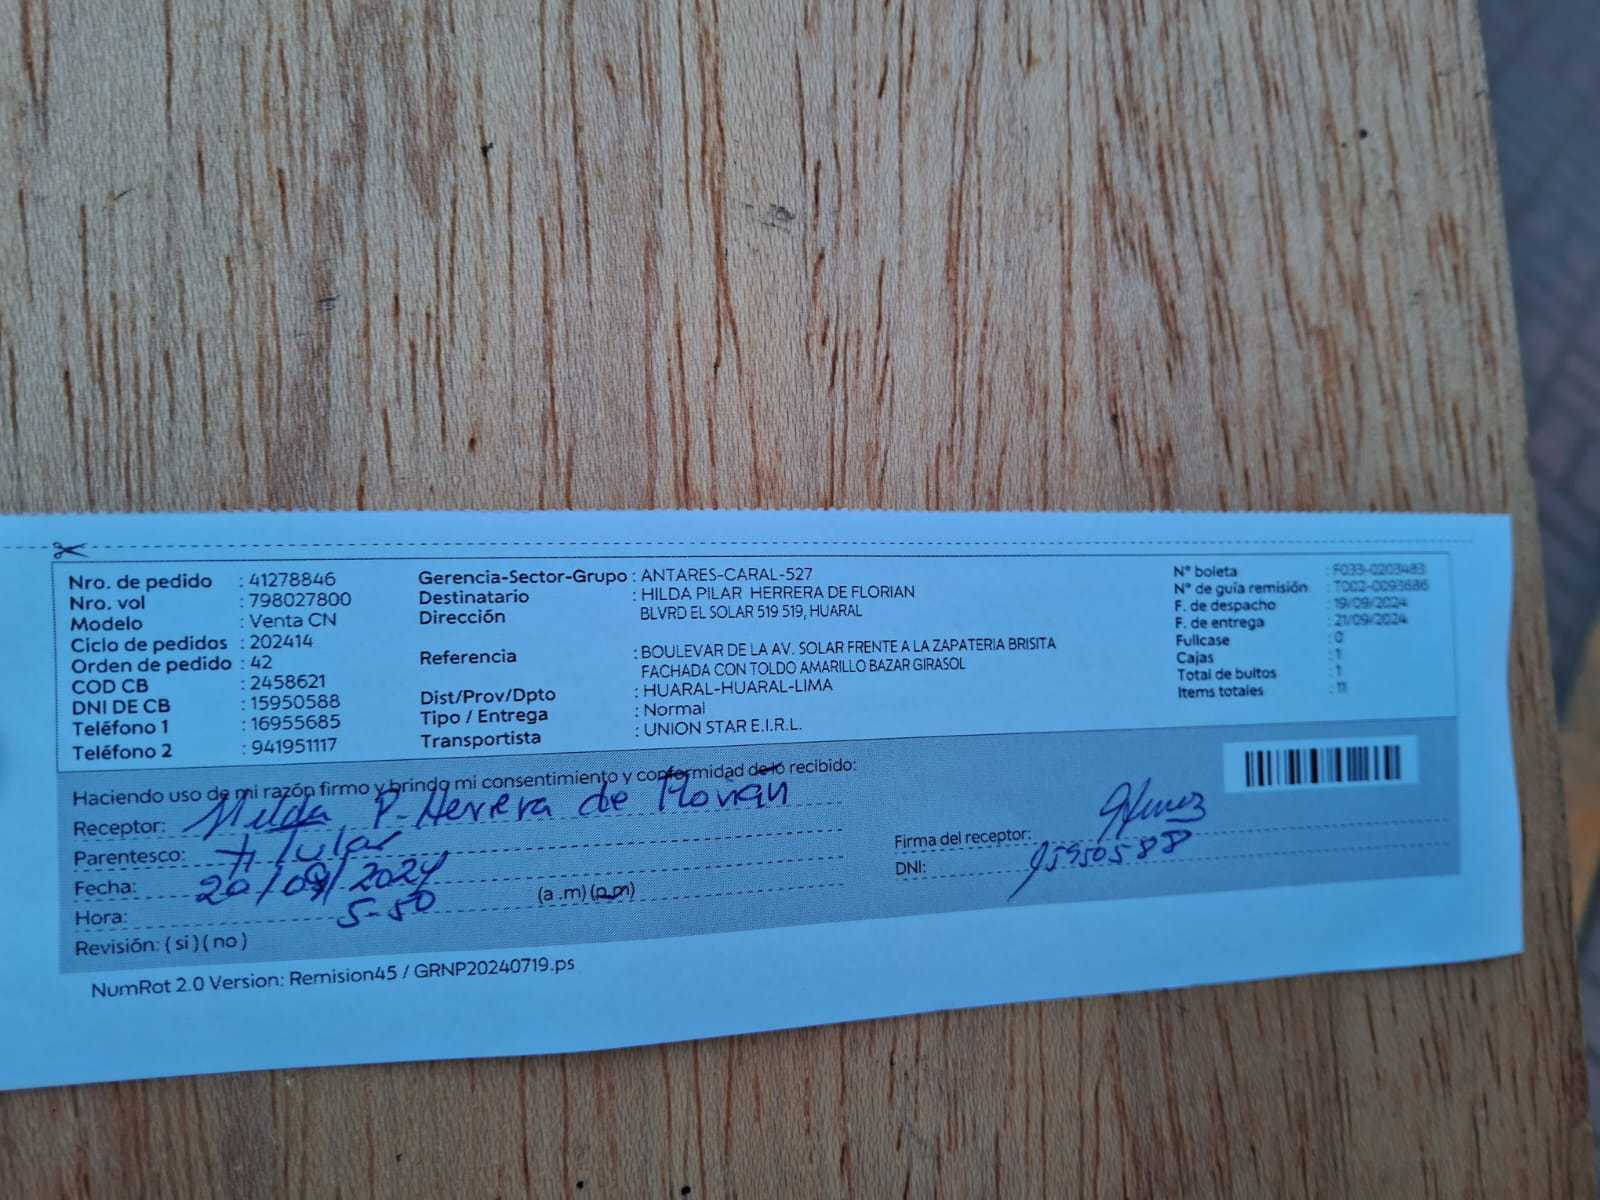 Nro. de pedido : 41278846
Nro. vol : 798027800
Modelo : Venta CN
Ciclo de pedidos : 202414
Orden de pedido : 42
COD CB : 2458621
DNI DE CB : 15950588
Teléfono 1 : 16955685
Teléfono 2 : 941951117
Gerencia-Sector-Grupo : ANTARES-CARAL-527
Destinatario : HILDA PILAR HERRERA DE FLORIAN
Dirección BLVRD EL SOLAR 519 519, HUARAL
Referencia : BOULEVAR DE LA AV. SOLAR FRENTE A LA ZAPATERIA BRISITA
FACHADA CON TOLDO AMARILLO BAZAR GIRASOL
Dist/Prov/Dpto : HUARAL-HUARAL-LIMA
Tipo / Entrega : Normal
Transportista : UNION STAR E.I.R.L.
N° boleta : F033-0203483
N° de guía remisión :
F. de despacho : 19/09/2024
F. de entrega : 21/09/2024
Fullcase : 0
Cajas : 1
Total de bultos : 1
Items totales : 11
Haciendo uso de mi razón firmo y brindo mi consentimiento y conformidad de lo recibido:
Receptor: Hilda P. Herrera de Florián
Parentesco: titular
Fecha: 20/09/2024
Hora: 5-50 (a .m) (p.m)
Revisión: ( si ) ( no )
Firma del receptor:
DNI: 15950588
NumRot 2.0 Version: Remision45 / GRNP20240719.ps